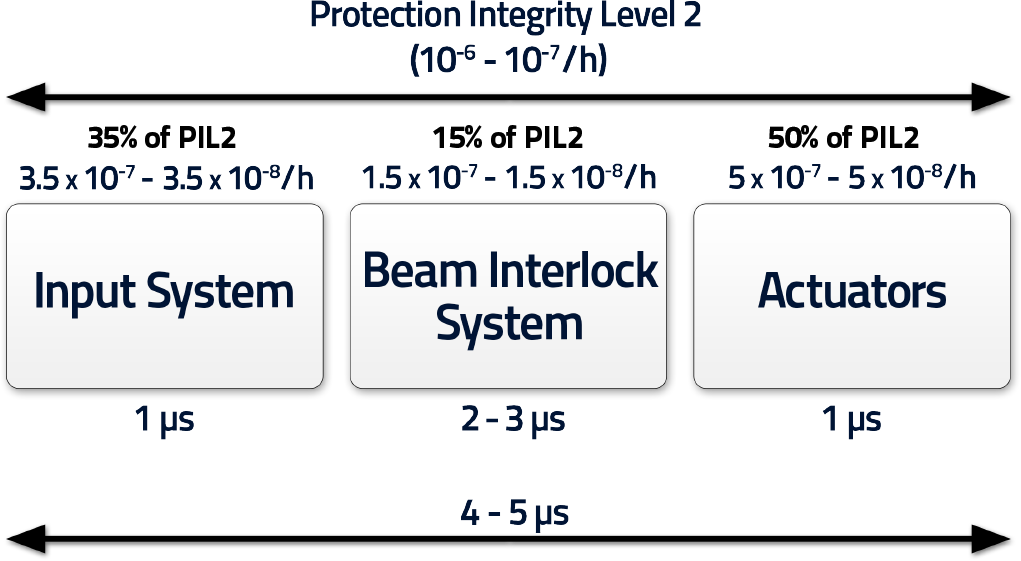 Protection Integrity Level 2
(10⁻⁶ - 10⁻⁷/h)
35% of PIL2
15% of PIL2
50% of PIL2
3.5 x 10⁻⁷ - 3.5 x 10⁻⁸/h
1.5 x 10⁻⁷ - 1.5 x 10⁻⁸/h
5 x 10⁻⁷ - 5 x 10⁻⁸/h
Input System
Beam Interlock
System
Actuators
1 µs
2 - 3 µs
1 µs
4 - 5 µs